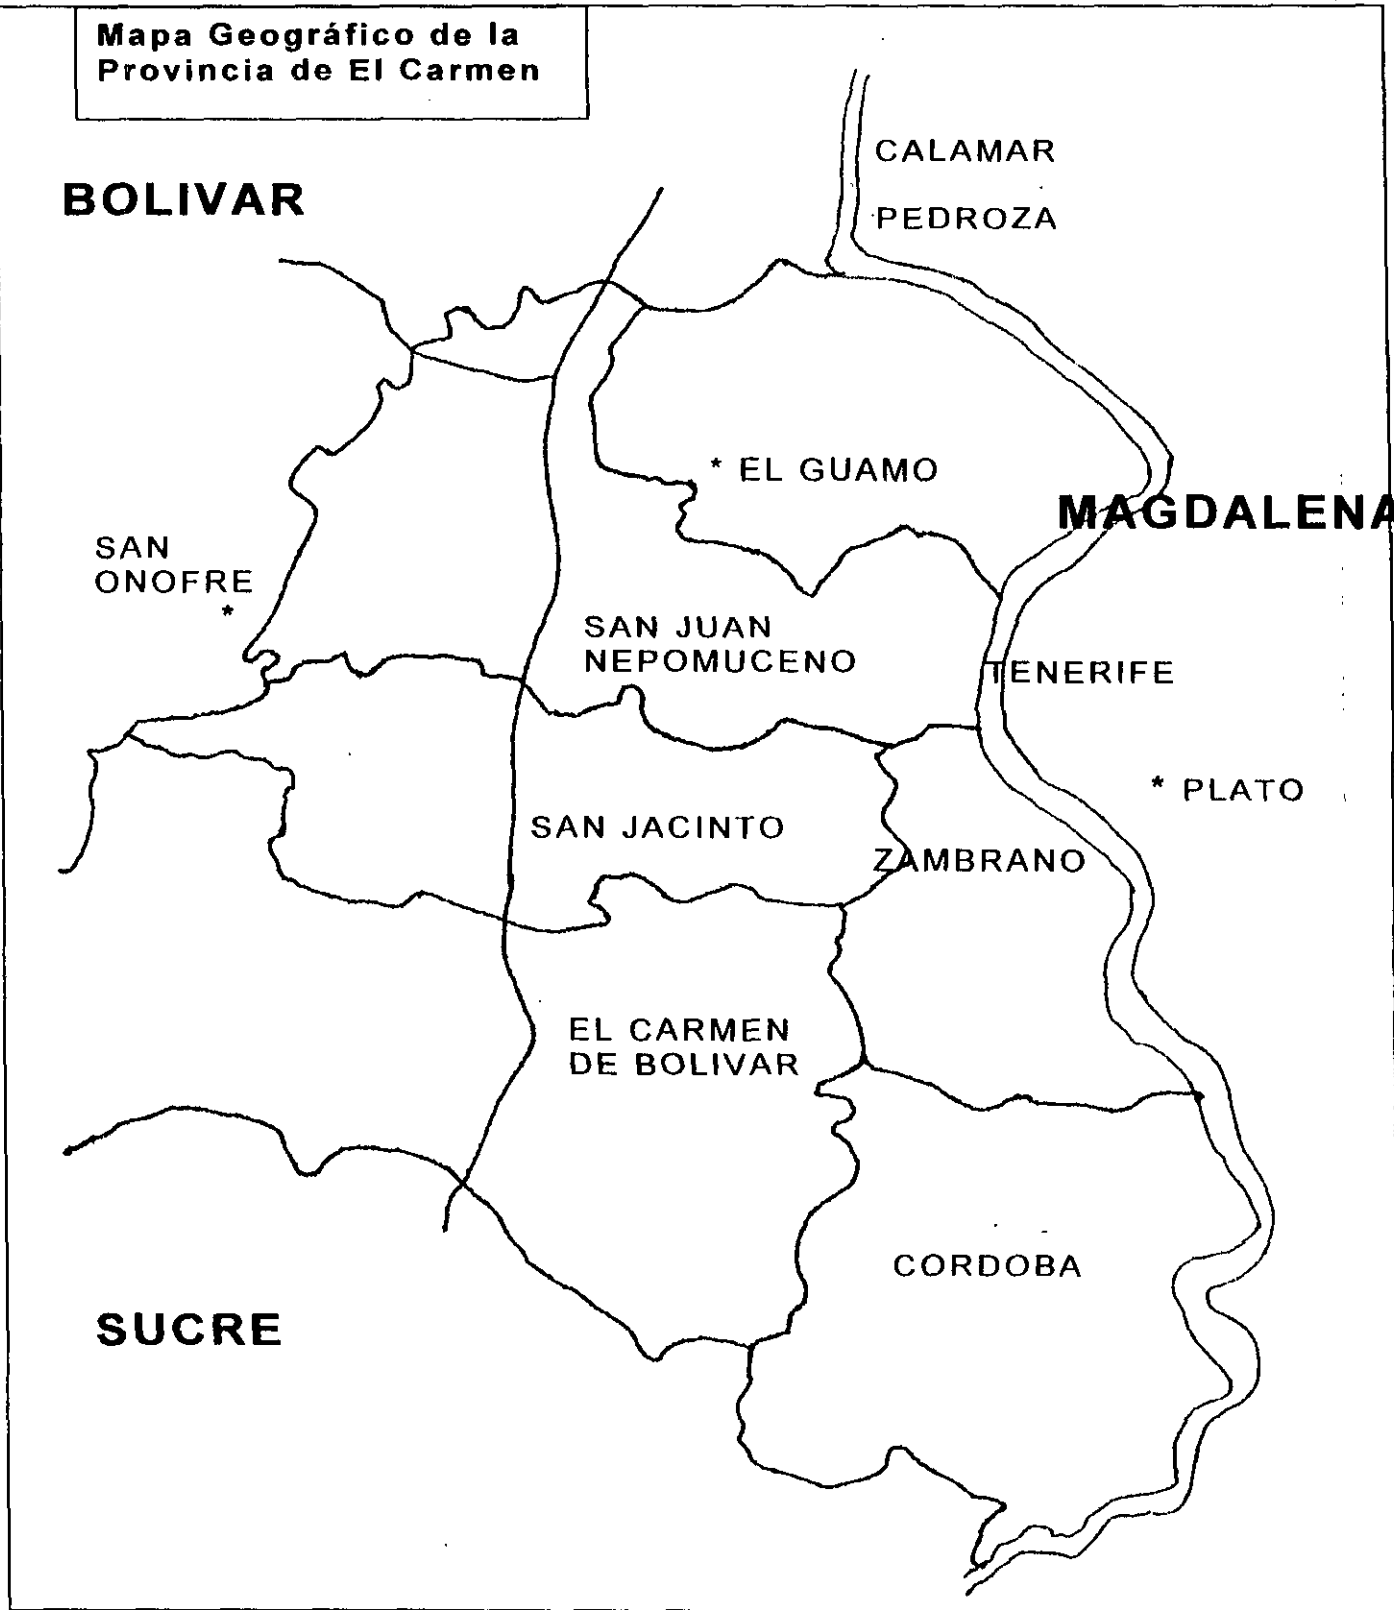 Mapa Geográfico de la
Provincia de El Carmen
CALAMAR
BOLIVAR
PEDROZA
* EL GUAMO
MAGDALENA
SAN
ONOFRE
*
SAN JUAN
NEPOMUCENO
TENERIFE
* PLATO
SAN JACINTO
ZAMBRANO
EL CARMEN
DE BOLIVAR
CORDOBA
SUCRE